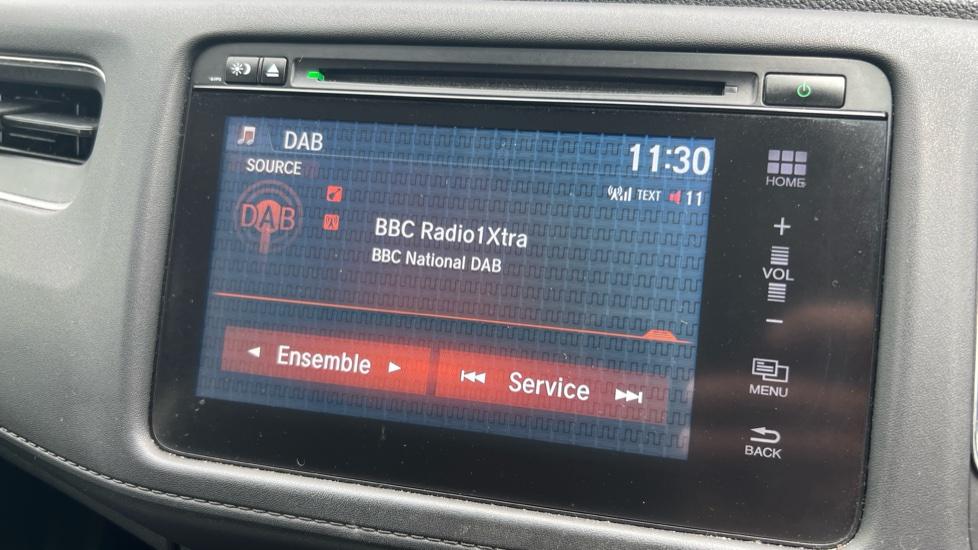 DAB
11:30
SOURCE
TEXT 11
DAB
BBC Radio1Xtra
BBC National DAB
Ensemble
Service
HOME
+
VOL
−
MENU
BACK